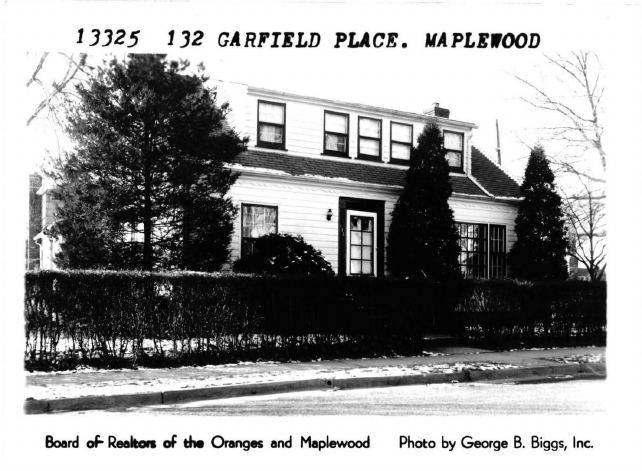 13325 132 GARFIELD PLACE. MAPLEWOOD
Board of Realtors of the Oranges and Maplewood Photo by George B. Biggs, Inc.